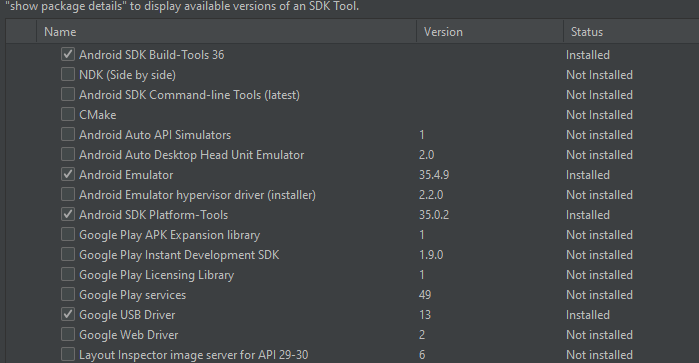 "show package details" to display available versions of an SDK Tool.
Name Version Status
Android SDK Build-Tools 36 Installed
NDK (Side by side) Not Installed
Android SDK Command-line Tools (latest) Not Installed
CMake Not Installed
Android Auto API Simulators 1 Not installed
Android Auto Desktop Head Unit Emulator 2.0 Not installed
Android Emulator 35.4.9 Installed
Android Emulator hypervisor driver (installer) 2.2.0 Not installed
Android SDK Platform-Tools 35.0.2 Installed
Google Play APK Expansion library 1 Not installed
Google Play Instant Development SDK 1.9.0 Not installed
Google Play Licensing Library 1 Not installed
Google Play services 49 Not installed
Google USB Driver 13 Installed
Google Web Driver 2 Not installed
Layout Inspector image server for API 29-30 6 Not installed